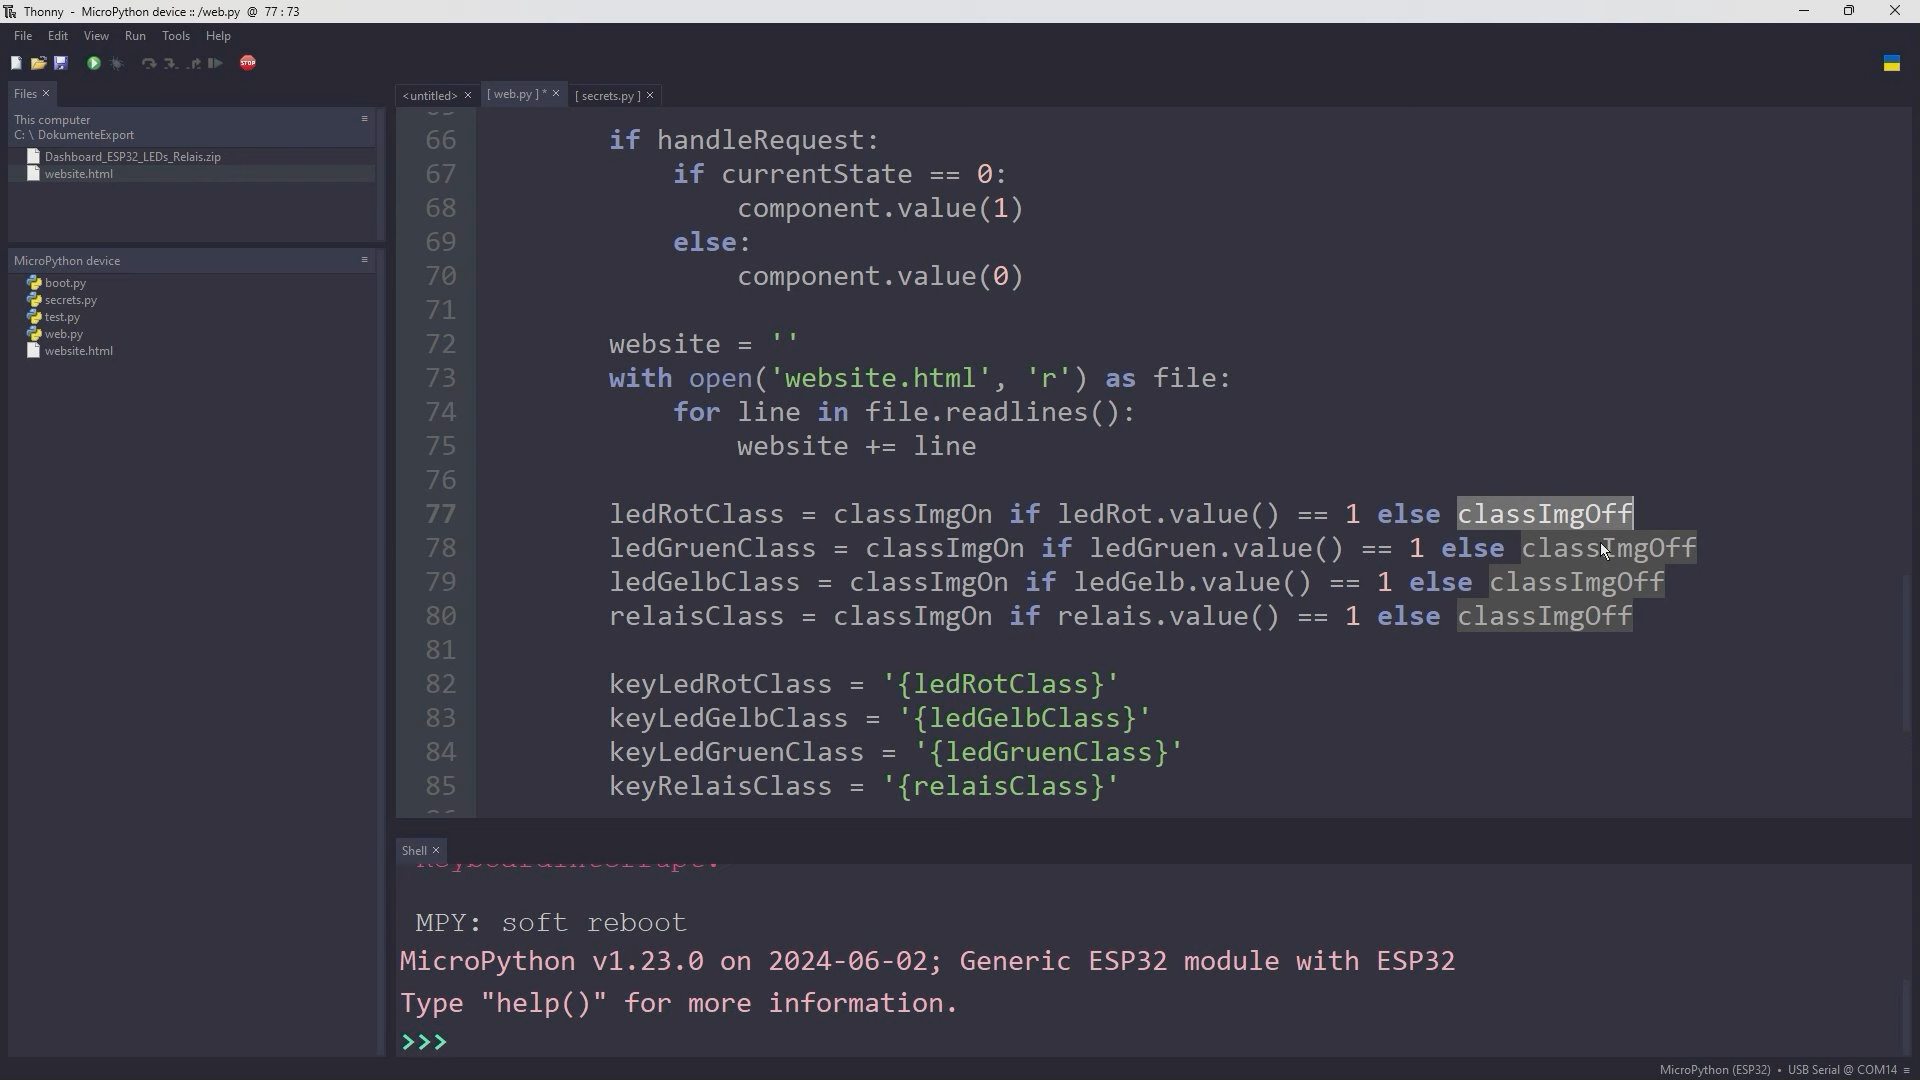 Thonny - MicroPython device :: /web.py @ 77 : 73
File Edit View Run Tools Help
STOP
Files ×
<untitled> × [ web.py ] * × [ secrets.py ] ×
This computer
C: \ DokumenteExport
Dashboard_ESP32_LEDs_Relais.zip
website.html
MicroPython device
boot.py
secrets.py
test.py
web.py
website.html
66 if handleRequest:
67 if currentState == 0:
68 component.value(1)
69 else:
70 component.value(0)
71
72 website = ''
73 with open('website.html', 'r') as file:
74 for line in file.readlines():
75 website += line
76
77 ledRotClass = classImgOn if ledRot.value() == 1 else classImgOff
78 ledGruenClass = classImgOn if ledGruen.value() == 1 else classImgOff
79 ledGelbClass = classImgOn if ledGelb.value() == 1 else classImgOff
80 relaisClass = classImgOn if relais.value() == 1 else classImgOff
81
82 keyLedRotClass = '{ledRotClass}'
83 keyLedGelbClass = '{ledGelbClass}'
84 keyLedGruenClass = '{ledGruenClass}'
85 keyRelaisClass = '{relaisClass}'
Shell ×
KeyboardInterrupt:
MPY: soft reboot
MicroPython v1.23.0 on 2024-06-02; Generic ESP32 module with ESP32
Type "help()" for more information.
>>>
MicroPython (ESP32) • USB Serial @ COM14 ≡